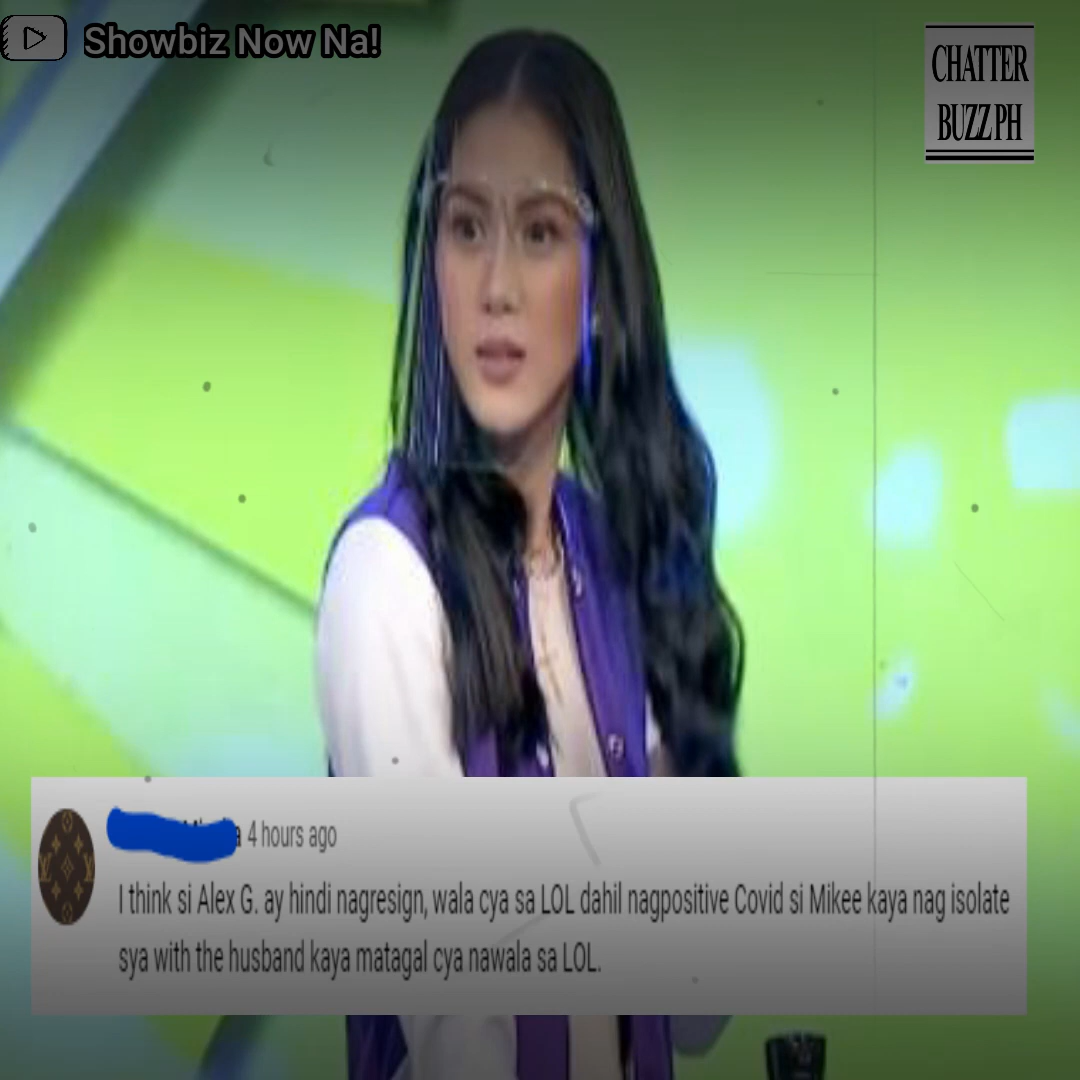 Showbiz Now Na!
CHATTER
BUZZ PH
4 hours ago
I think si Alex G. ay hindi nagresign, wala cya sa LOL dahil nagpositive Covid si Mikee kaya nag isolate
sya with the husband kaya matagal cya nawala sa LOL.